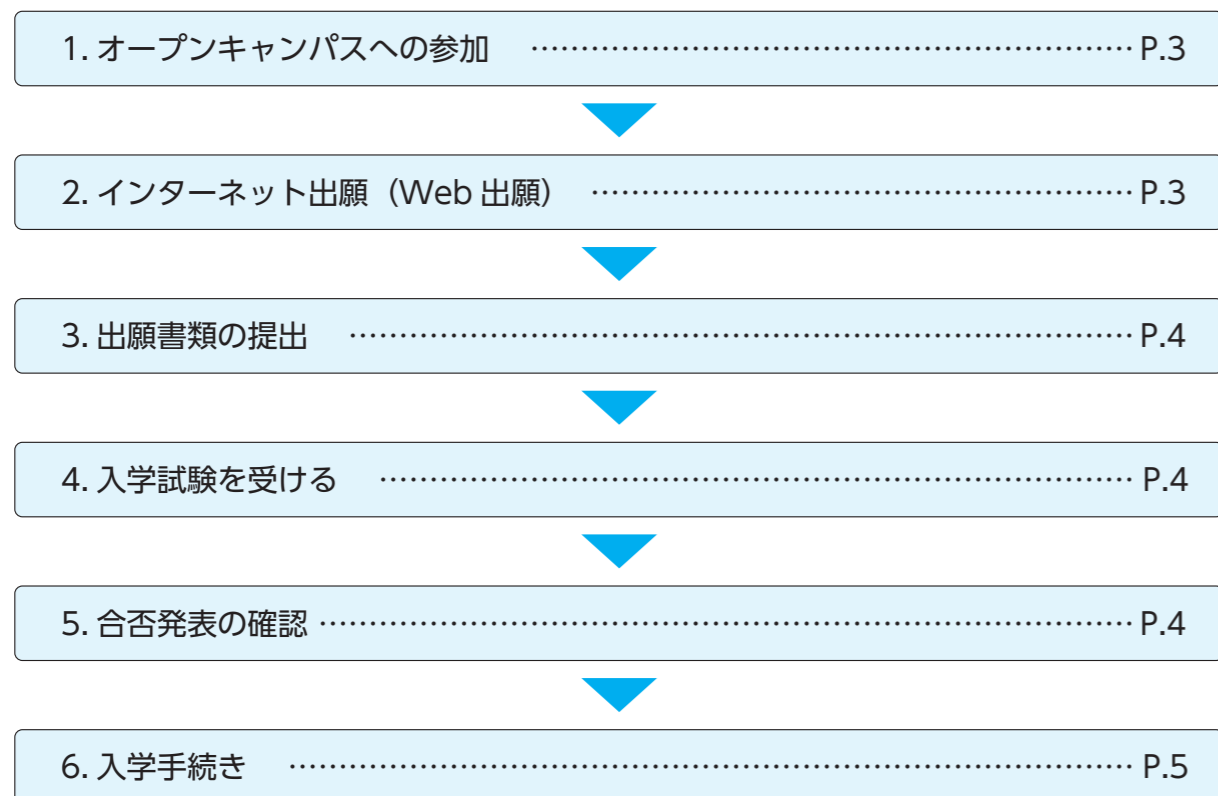 1. オープンキャンパスへの参加 ………………………………………………… P.3
2. インターネット出願（Web 出願） …………………………………………… P.3
3. 出願書類の提出 ………………………………………………………………… P.4
4. 入学試験を受ける ……………………………………………………………… P.4
5. 合否発表の確認 …………………………………………………………………… P.4
6. 入学手続き ……………………………………………………………………… P.5